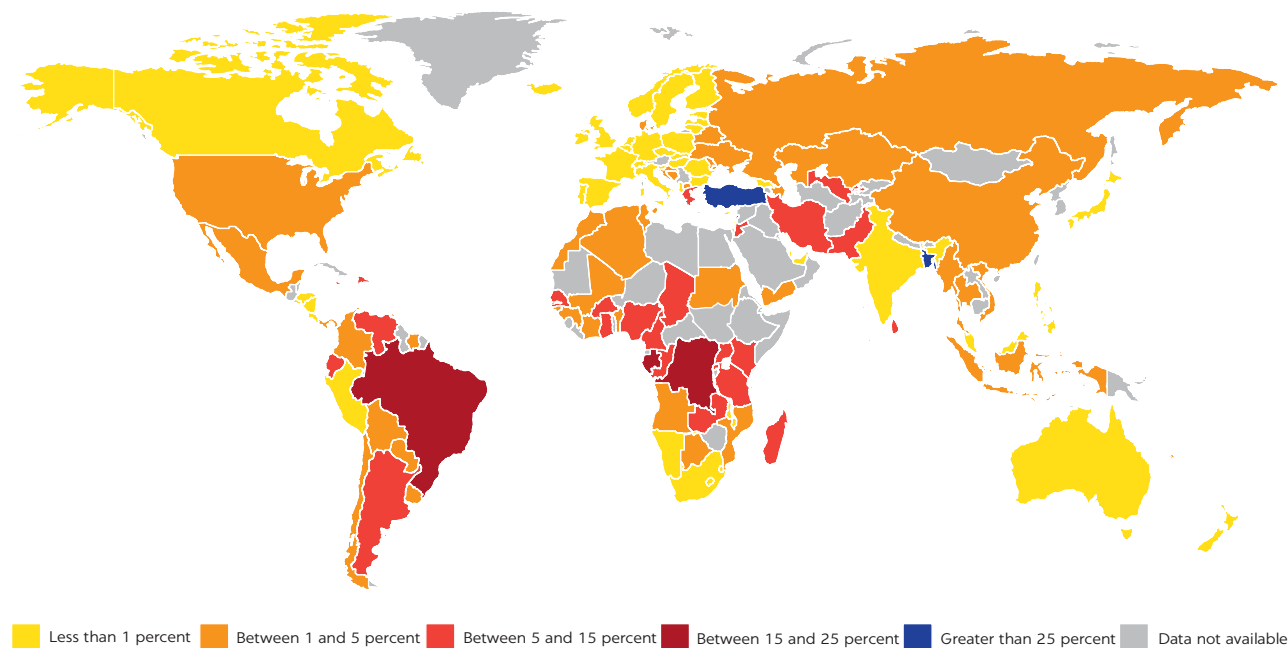 Less than 1 percent
Between 1 and 5 percent
Between 5 and 15 percent
Between 15 and 25 percent
Greater than 25 percent
Data not available